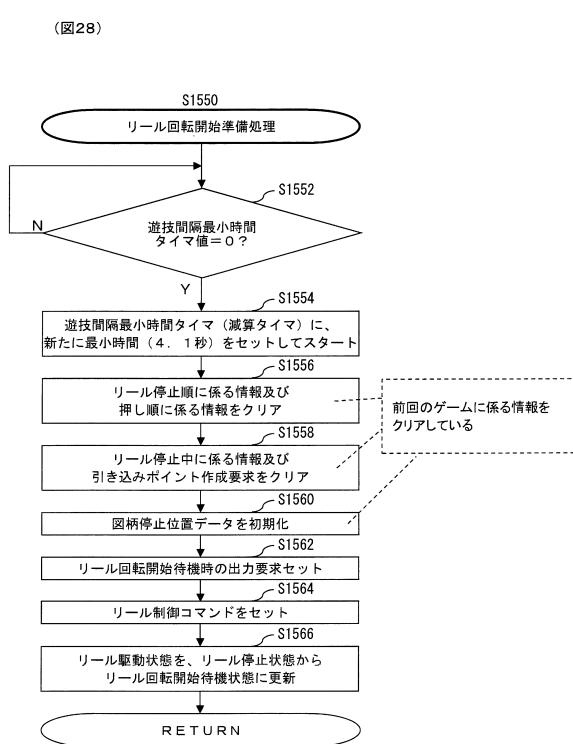 （図28）
S1550
リール回転開始準備処理
S1552
N
遊技間隔最小時間
タイマ値＝0？
Y
S1554
遊技間隔最小時間タイマ（減算タイマ）に、
新たに最小時間（4．1秒）をセットしてスタート
S1556
リール停止順に係る情報及び
押し順に係る情報をクリア
前回のゲームに係る情報を
クリアしている
S1558
リール停止中に係る情報及び
引き込みポイント作成要求をクリア
S1560
図柄停止位置データを初期化
S1562
リール回転開始待機時の出力要求セット
S1564
リール制御コマンドをセット
S1566
リール駆動状態を、リール停止状態から
リール回転開始待機状態に更新
RETURN